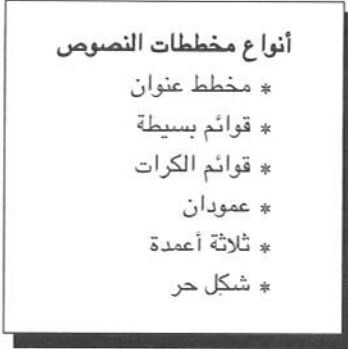 أنواع مخططات النصوص
* مخطط عنوان
* قوائم بسيطة
* قوائم الكرات
* عمودان
* ثلاثة أعمدة
* شكل حر